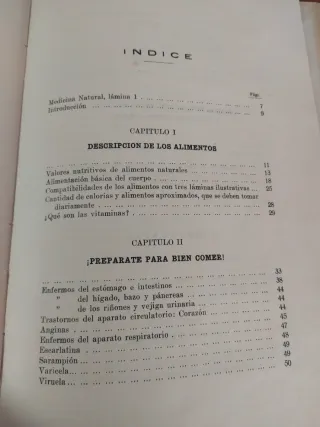 INDICE
Pág.
Medicina Natural, lámina 1 ... 7
Introducción ... 9
CAPITULO I
DESCRIPCION DE LOS ALIMENTOS
Valores nutritivos de alimentos naturales ... 11
Alimentación básica del cuerpo ... 13
Compatibilidades de los alimentos con tres láminas ilustrativas ... 25
Cantidad de calorías y alimentos aproximados, que se deben tomar
diariamente ... 28
¿Qué son las vitaminas? ... 29
CAPITULO II
¡PREPARATE PARA BIEN COMER!
... 33
Enfermos del estómago e intestinos ... 38
" del hígado, bazo y páncreas ... 44
" de los riñones y vejiga urinaria ... 44
Trastornos del aparato circulatorio: Corazón ... 45
Anginas ... 47
Enfermos del aparato respiratorio ... 48
Escarlatina ... 49
Sarampión ... 49
Varicela ... 50
Viruela ...